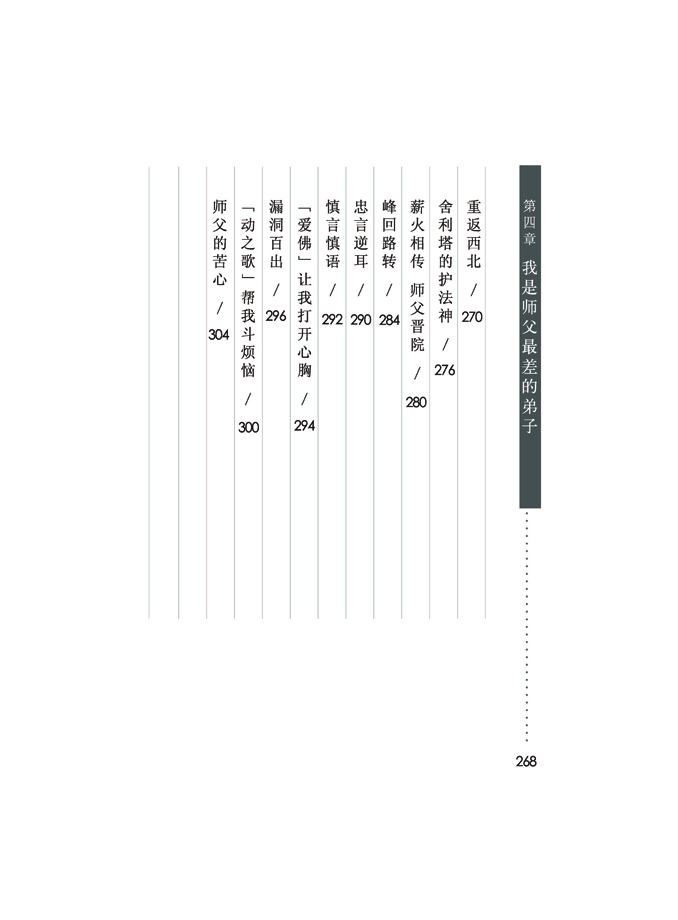 第四章 我是师父最差的弟子
268
重返西北 / 270
舍利塔的护法神 / 276
薪火相传 师父晋院 / 280
峰回路转 / 284
忠言逆耳 / 290
慎言慎语 / 292
「爱佛」让我打开心胸 / 294
漏洞百出 / 296
「动之歌」帮我斗烦恼 / 300
师父的苦心 / 304